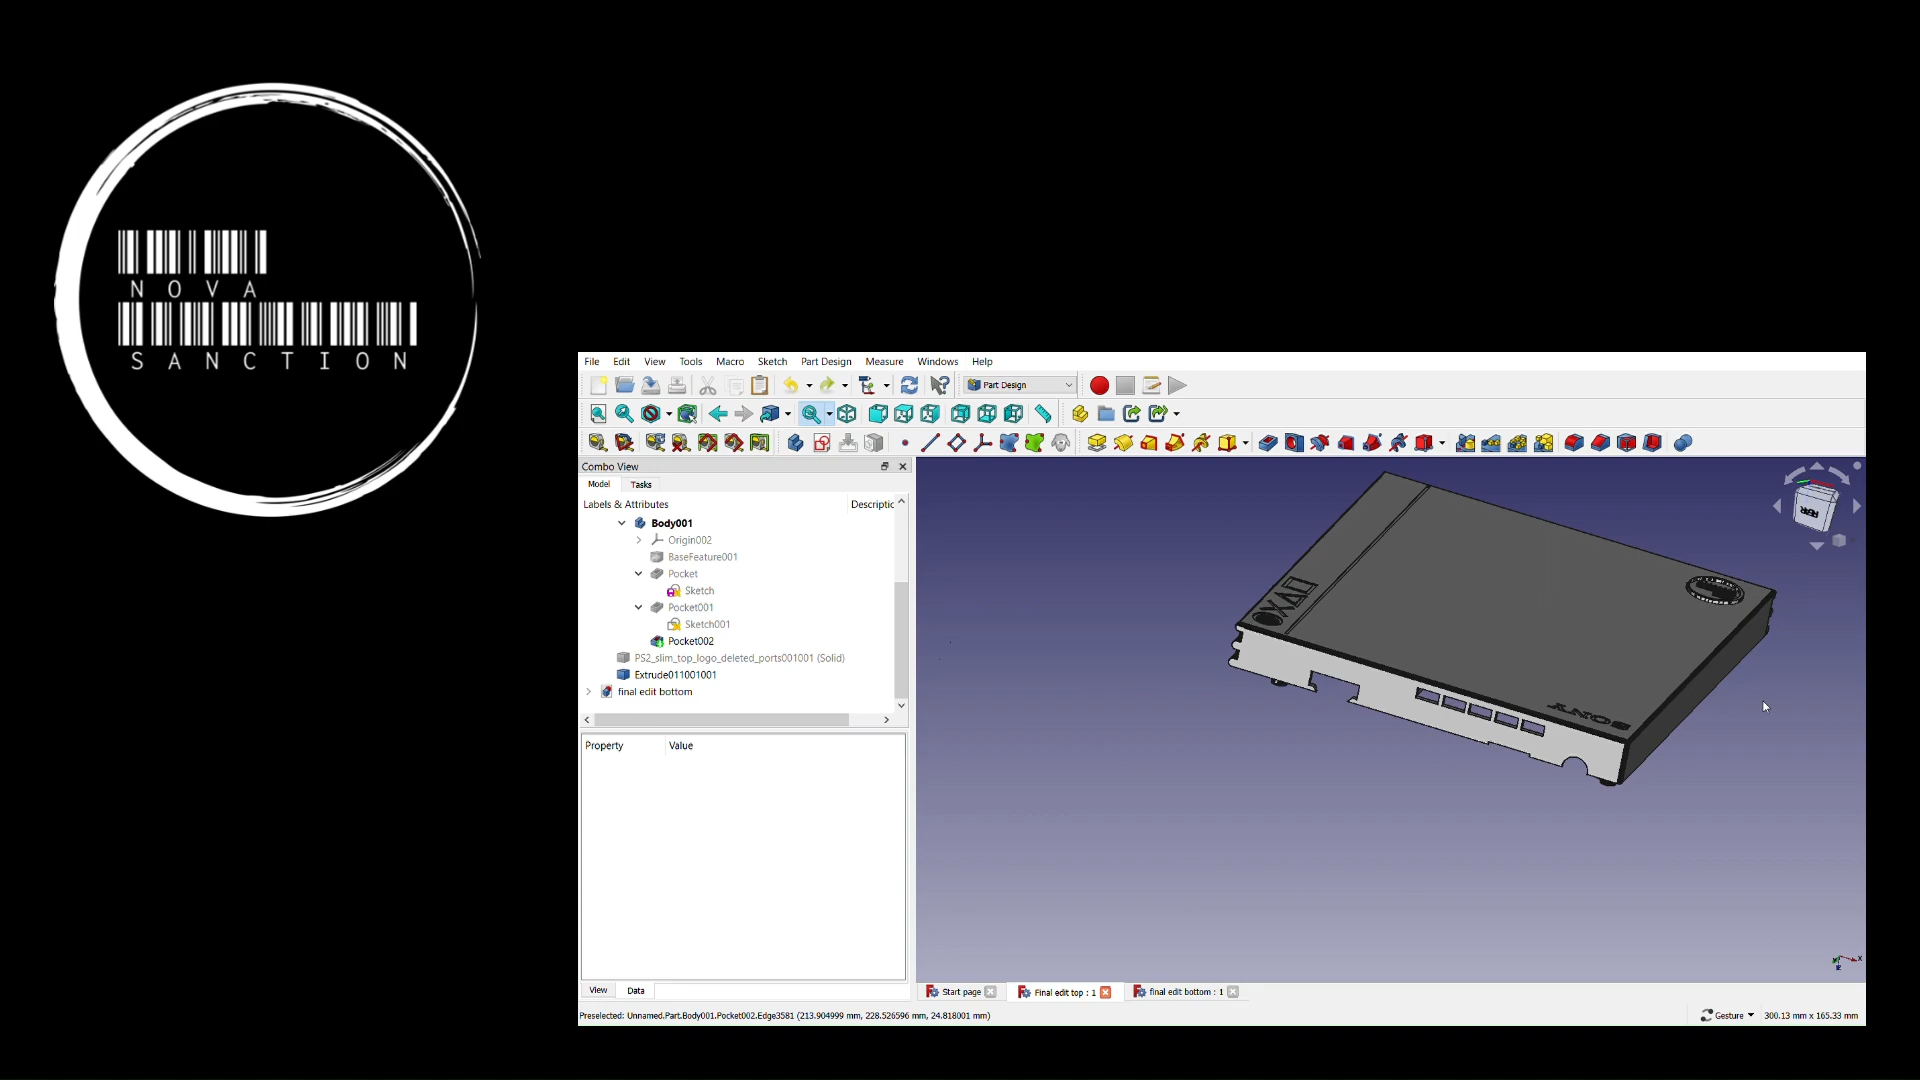 NOVA
SANCTION
File Edit View Tools Macro Sketch Part Design Measure Windows Help
Part Design
Combo View
Model Tasks
Labels & Attributes Descriptic
Body001
Origin002
BaseFeature001
Pocket
Sketch
Pocket001
Sketch001
Pocket002
PS2_slim_top_logo_deleted_ports001001 (Solid)
Extrude011001001
final edit bottom
Property Value
View Data
REAR
SONY
Start page Final edit top : 1 final edit bottom : 1
Preselected: Unnamed.Part.Body001.Pocket002.Edge3581 (213.904999 mm, 228.526596 mm, 24.818001 mm)
Gesture 300.13 mm x 165.33 mm